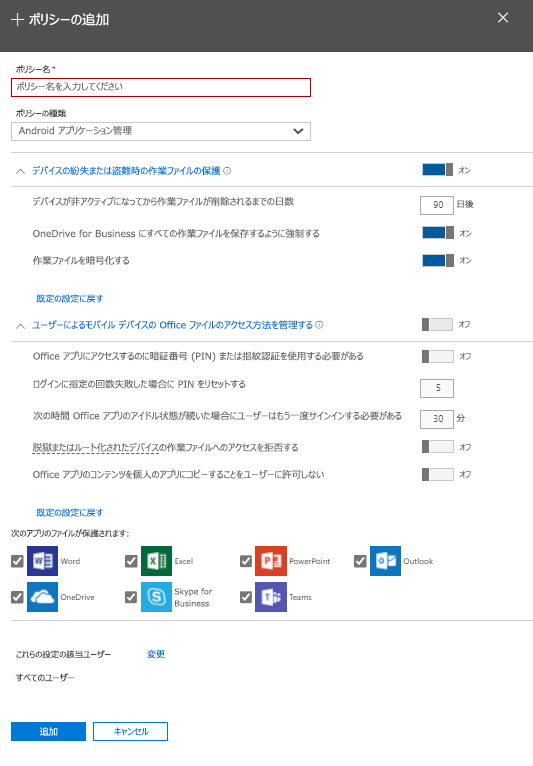 ポリシーの追加
ポリシー名 *
ポリシー名を入力してください
ポリシーの種類
Android アプリケーション管理
デバイスの紛失または盗難時の作業ファイルの保護
オン
デバイスが非アクティブになってから作業ファイルが削除されるまでの日数
90 日後
OneDrive for Business にすべての作業ファイルを保存するように強制する
オン
作業ファイルを暗号化する
オン
既定の設定に戻す
ユーザーによるモバイル デバイスの Office ファイルのアクセス方法を管理する
オフ
Office アプリにアクセスするのに暗証番号 (PIN) または指紋認証を使用する必要がある
オフ
ログインに指定の回数失敗した場合に PIN をリセットする
5
次の時間 Office アプリのアイドル状態が続いた場合にユーザーはもう一度サインインする必要がある
30 分
脱獄またはルート化されたデバイスの作業ファイルへのアクセスを拒否する
オフ
Office アプリのコンテンツを個人のアプリにコピーすることをユーザーに許可しない
オフ
既定の設定に戻す
次のアプリのファイルが保護されます:
Word
Excel
PowerPoint
Outlook
OneDrive
Skype for
Business
Teams
これらの設定の該当ユーザー
変更
すべてのユーザー
追加
キャンセル